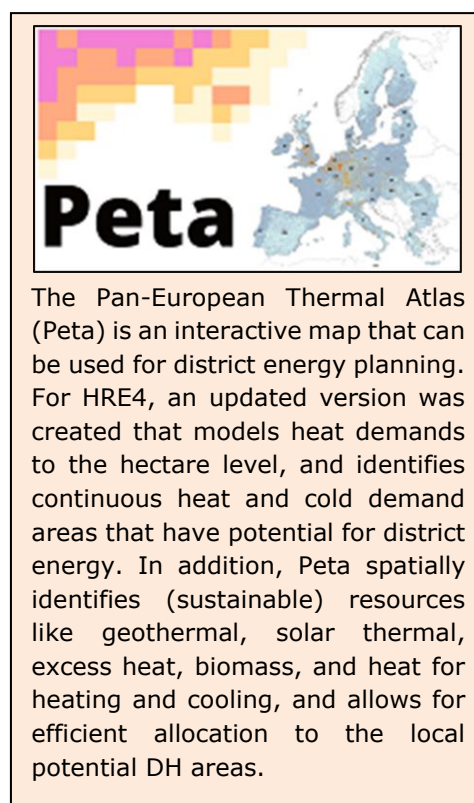 Peta
The Pan-European Thermal Atlas
(Peta) is an interactive map that can
be used for district energy planning.
For HRE4, an updated version was
created that models heat demands
to the hectare level, and identifies
continuous heat and cold demand
areas that have potential for district
energy. In addition, Peta spatially
identifies (sustainable) resources
like geothermal, solar thermal,
excess heat, biomass, and heat for
heating and cooling, and allows for
efficient allocation to the local
potential DH areas.